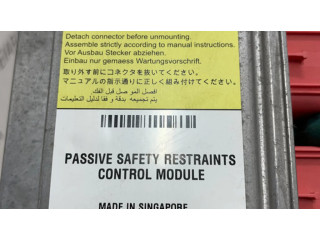 Detach connector before unmounted.
Assemble strictly according to manual instructions.
Vor Ausbau Stecker abziehen.
Einbau nur gemaess Wartungsvorschrift.
取り外す前にコネクタを抜いてください。
マニュアルの指示通りに正しく組み付けてください。
افصل الموصل قبل الفك
يتم تجميعه بدقة وفقا لدليل التعليمات
PASSIVE SAFETY RESTRAINTS
CONTROL MODULE
MADE IN SINGAPORE